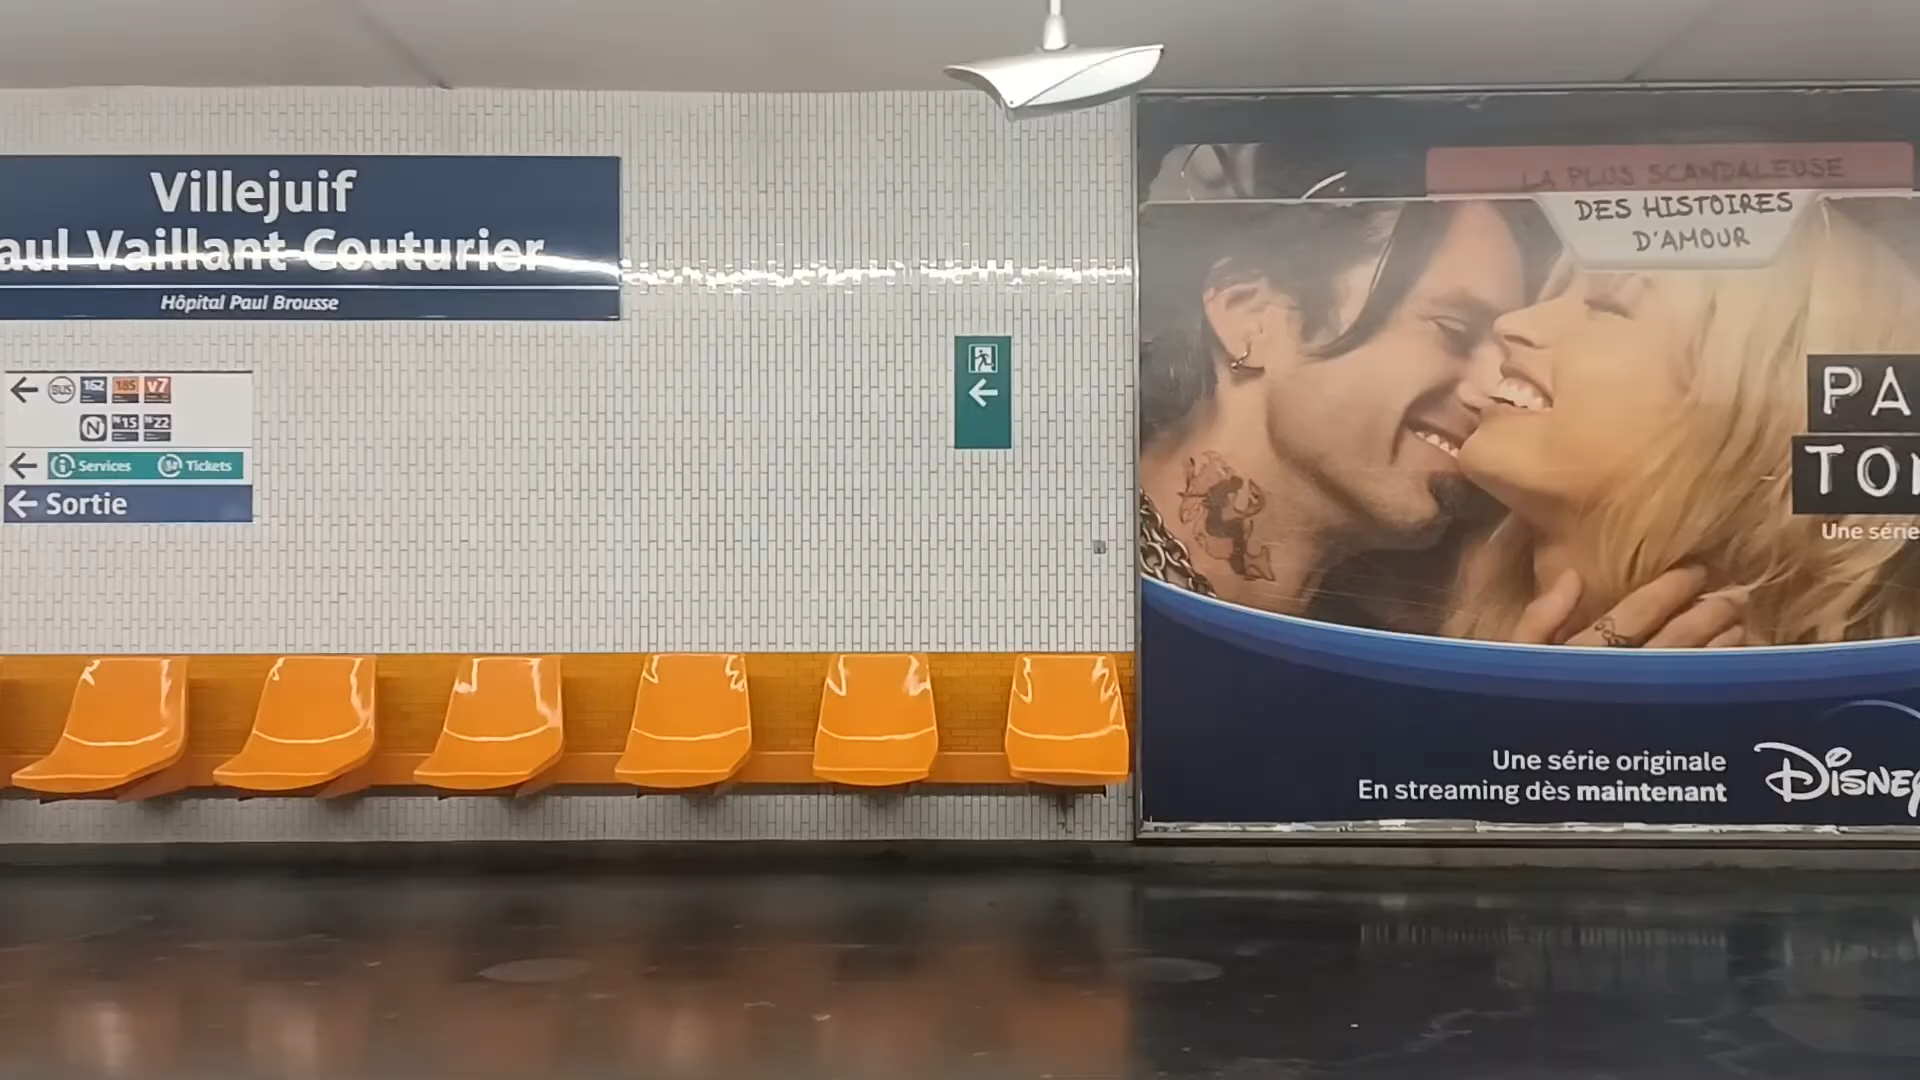 Villejuif
aul Vaillant-Couturier
Hôpital Paul Brousse
BUS 162 185 v7
N N15 N22
Services Tickets
Sortie
LA PLUS SCANDALEUSE
DES HISTOIRES
D'AMOUR
PA
TO
Une série
Une série originale
En streaming dès maintenant
DISNEY